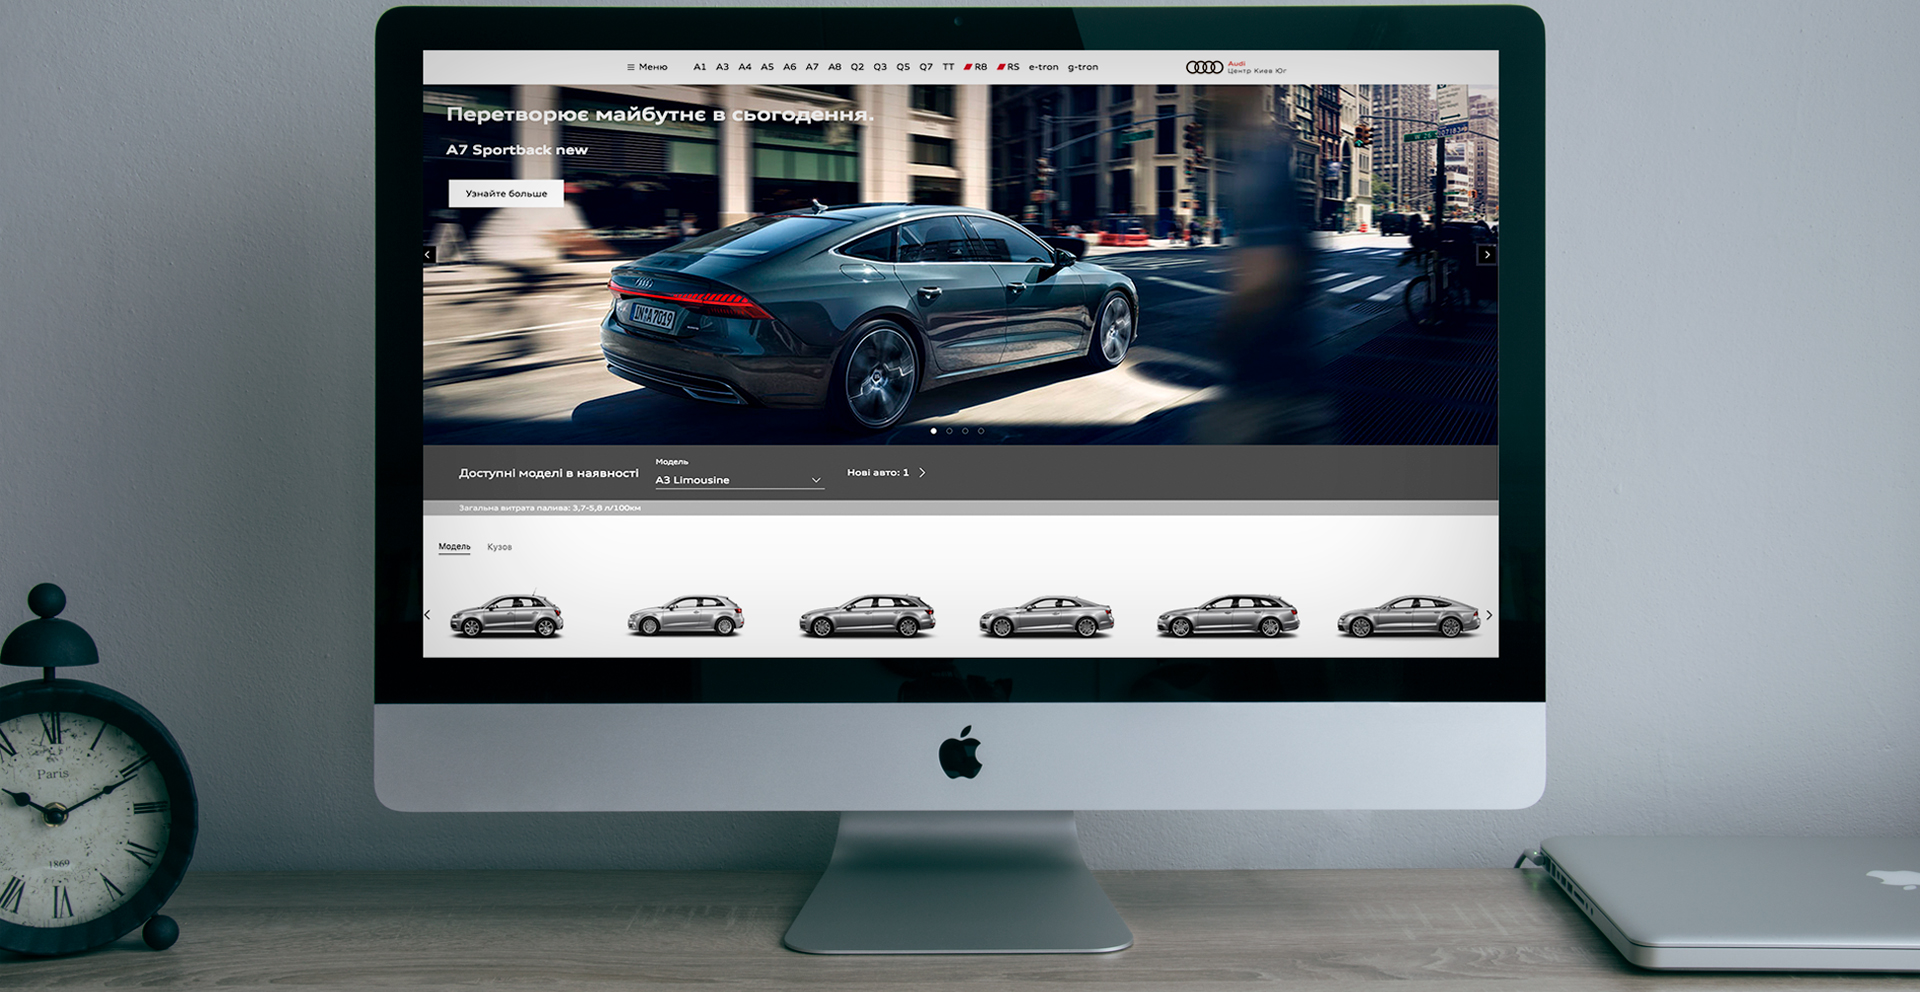 Меню A1 A3 A4 A5 A6 A7 A8 Q2 Q3 Q5 Q7 TT R8 RS e-tron g-tron
Audi
Центр Киев Юг
Перетворює майбутнє в сьогодення.
A7 Sportback new
Узнайте больше
IN A 7019
Доступні моделі в наявності
Модель
A3 Limousine
Нові авто: 1
Загальна витрата палива: 3,7-5,8 л/100км
Модель Кузов
Paris
1869